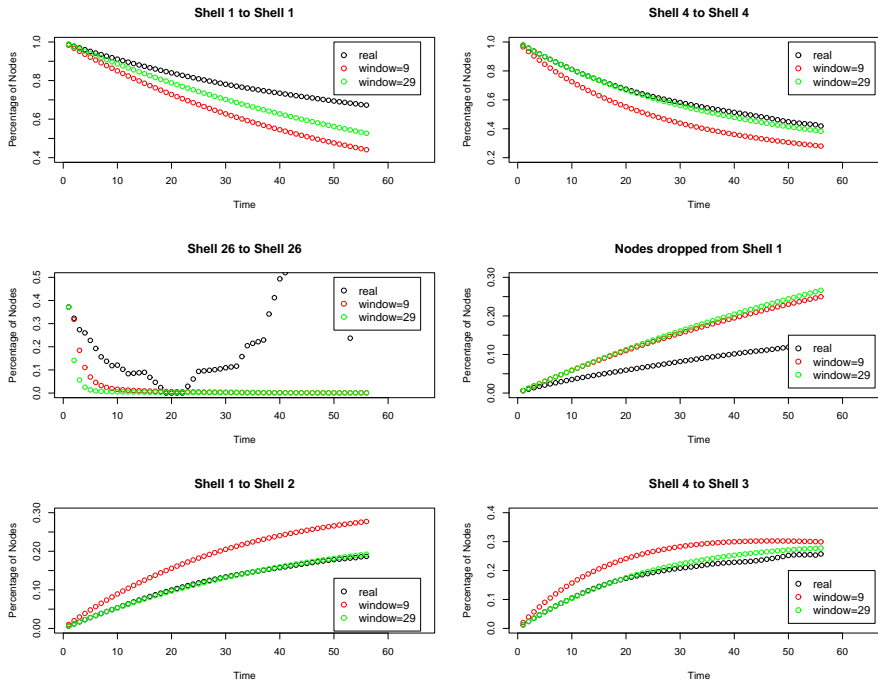 Shell 1 to Shell 1
Percentage of Nodes
0.4 0.6 0.8 1.0
real
window=9
window=29
0 10 20 30 40 50 60
Time
Shell 4 to Shell 4
Percentage of Nodes
0.2 0.4 0.6 0.8 1.0
real
window=9
window=29
0 10 20 30 40 50 60
Time
Shell 26 to Shell 26
Percentage of Nodes
0.0 0.1 0.2 0.3 0.4 0.5
real
window=9
window=29
0 10 20 30 40 50 60
Time
Nodes dropped from Shell 1
Percentage of Nodes
0.00 0.10 0.20 0.30
real
window=9
window=29
0 10 20 30 40 50 60
Time
Shell 1 to Shell 2
Percentage of Nodes
0.00 0.10 0.20 0.30
real
window=9
window=29
0 10 20 30 40 50 60
Time
Shell 4 to Shell 3
Percentage of Nodes
0.0 0.1 0.2 0.3 0.4
real
window=9
window=29
0 10 20 30 40 50 60
Time